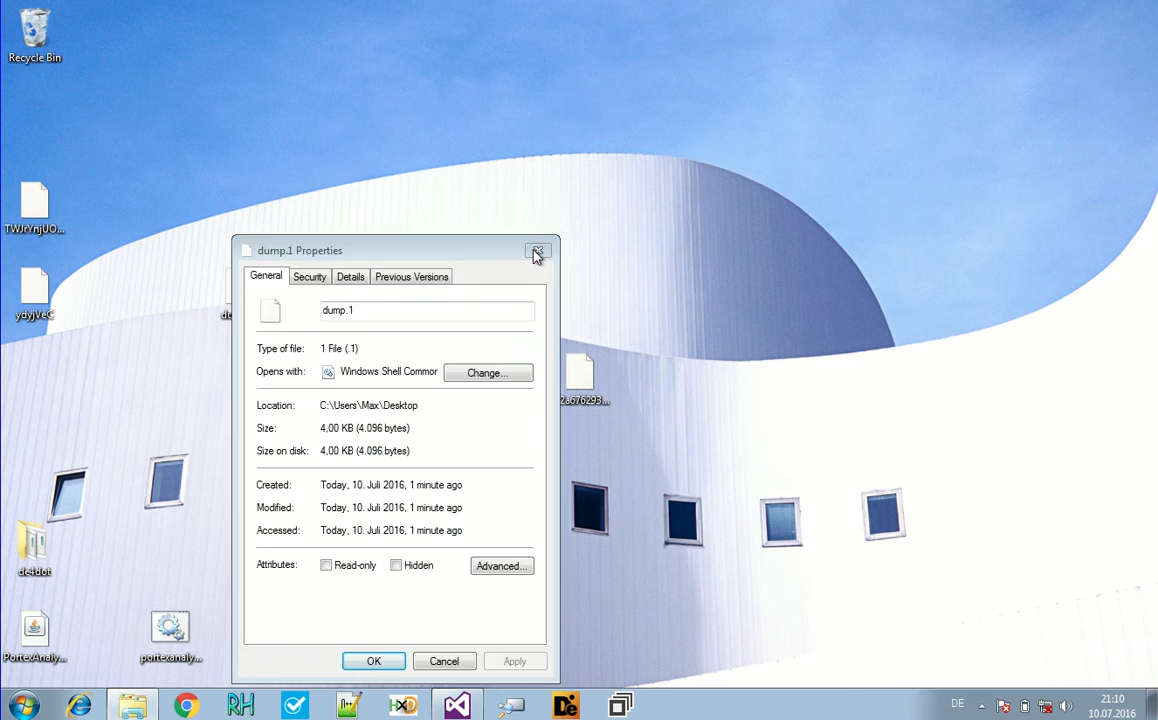 Recycle Bin
TWJrYnjUO...
ydyjVeC
dump.1 Properties
General Security Details Previous Versions
dump.1
Type of file: 1 File (.1)
Opens with: Windows Shell Commor Change...
Location: C:\Users\Max\Desktop
Size: 4,00 KB (4.096 bytes)
Size on disk: 4,00 KB (4.096 bytes)
Created: Today, 10. Juli 2016, 1 minute ago
Modified: Today, 10. Juli 2016, 1 minute ago
Accessed: Today, 10. Juli 2016, 1 minute ago
Attributes: Read-only Hidden Advanced...
OK Cancel Apply
2a676293...
de4dot
PortexAnaly...
portexanaly...
RH
n++
HXD
De
DE
21:10
10.07.2016